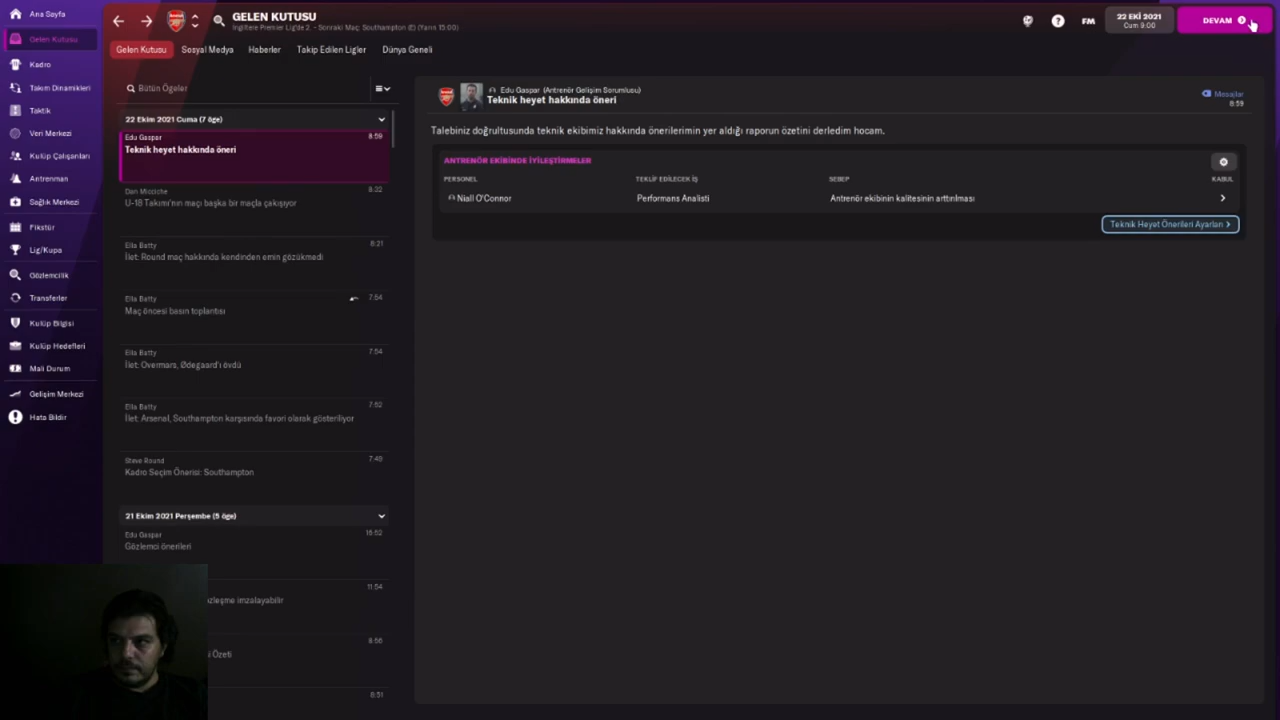 Ana Sayfa
Gelen Kutusu
Kadro
Takım Dinamikleri
Taktik
Veri Merkezi
Kulüp Çalışanları
Antrenman
Sağlık Merkezi
Fikstür
Lig/Kupa
Gözlemcilik
Transferler
Kulüp Bilgisi
Kulüp Hedefleri
Mali Durum
Gelişim Merkezi
Hata Bildir
GELEN KUTUSU
İngiltere Premier Lig'de 2. - Sonraki Maç: Southampton (E) (Yarın 15:00)
FM
22 EKİ 2021
Cum 9:00
DEVAM
Gelen Kutusu
Sosyal Medya
Haberler
Takip Edilen Ligler
Dünya Geneli
Bütün Ögeler
22 Ekim 2021 Cuma (7 öge)
Edu Gaspar 8:59
Teknik heyet hakkında öneri
Dan Micciche 8:22
U-18 Takımı'nın maçı başka bir maçla çakışıyor
Ella Batty 8:21
İlet: Round maç hakkında kendinden emin gözükmedi
Ella Batty 7:54
Maç öncesi basın toplantısı
Ella Batty 7:54
İlet: Overmars, Ødegaard'ı övdü
Ella Batty 7:52
İlet: Arsenal, Southampton karşısında favori olarak gösteriliyor
Steve Round 7:49
Kadro Seçim Önerisi: Southampton
21 Ekim 2021 Perşembe (5 öge)
Edu Gaspar 16:52
Gözlemci önerileri
11:54
zleşme imzalayabilir
8:56
i Özeti
8:31
Edu Gaspar (Antrenör Gelişim Sorumlusu)
Teknik heyet hakkında öneri
Mesajlar
8:59
Talebiniz doğrultusunda teknik ekibimiz hakkında önerilerimin yer aldığı raporun özetini derledim hocam.
ANTRENÖR EKİBİNDE İYİLEŞTİRMELER
PERSONEL TEKLİF EDİLECEK İŞ SEBEP KABUL
Niall O'Connor Performans Analisti Antrenör ekibinin kalitesinin arttırılması
Teknik Heyet Önerileri Ayarları